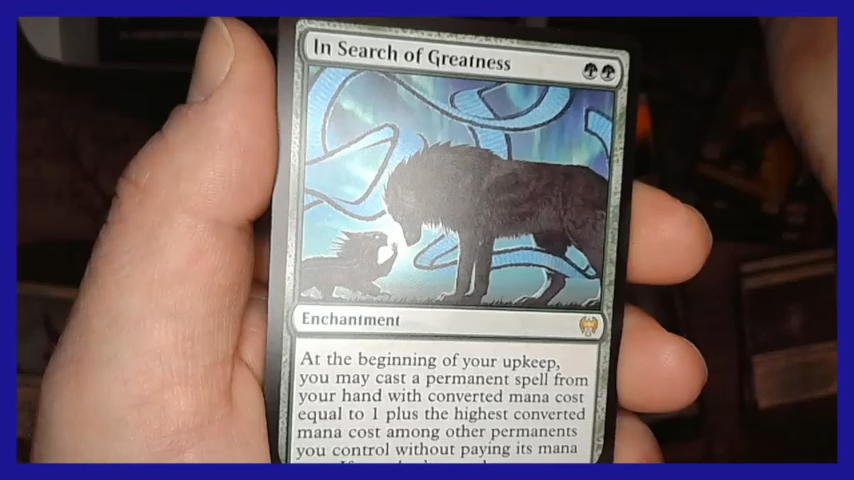 In Search of Greatness
Enchantment
At the beginning of your upkeep,
you may cast a permanent spell from
your hand with converted mana cost
equal to 1 plus the highest converted
mana cost among other permanents
you control without paying its mana